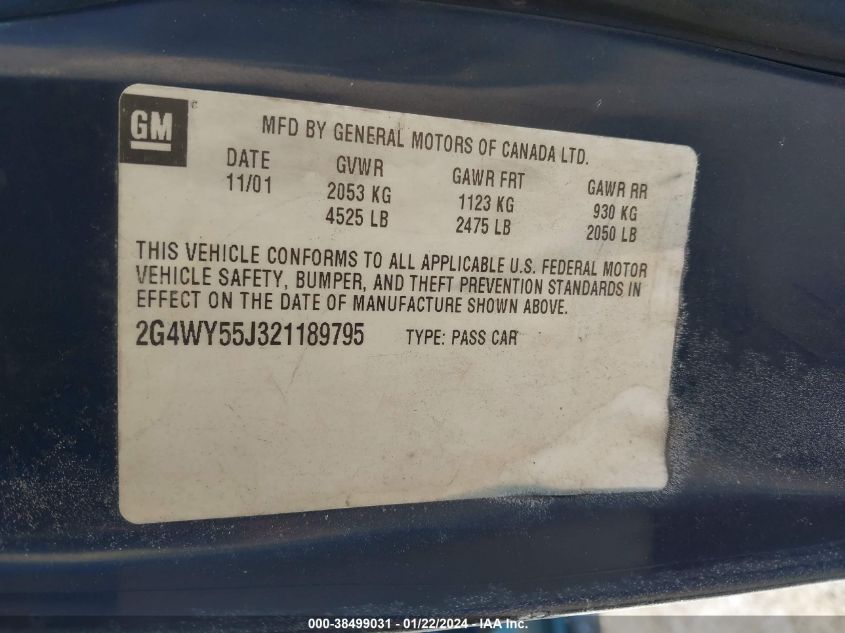 GM
MFD BY GENERAL MOTORS OF CANADA LTD.
DATE GVWR GAWR FRT GAWR RR
11/01 2053 KG 1123 KG 930 KG
4525 LB 2475 LB 2050 LB
THIS VEHICLE CONFORMS TO ALL APPLICABLE U.S. FEDERAL MOTOR
VEHICLE SAFETY, BUMPER, AND THEFT PREVENTION STANDARDS IN
EFFECT ON THE DATE OF MANUFACTURE SHOWN ABOVE.
2G4WY55J321189795 TYPE: PASS CAR
000-38499031 - 01/22/2024 - IAA Inc.